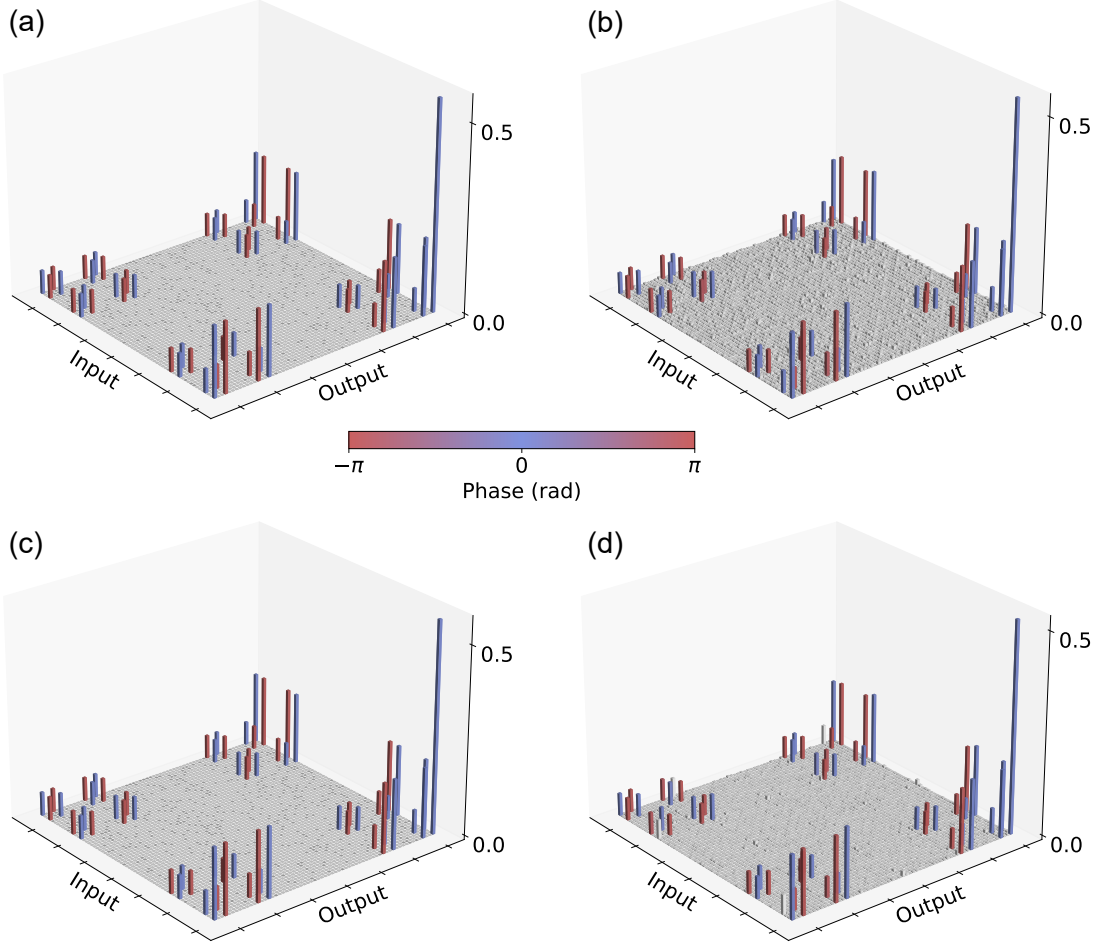 (a)
(b)
0.5
0.5
0.0
0.0
Input
Output
Input
Output
−π
0
π
Phase (rad)
(c)
(d)
0.5
0.5
0.0
0.0
Input
Output
Input
Output